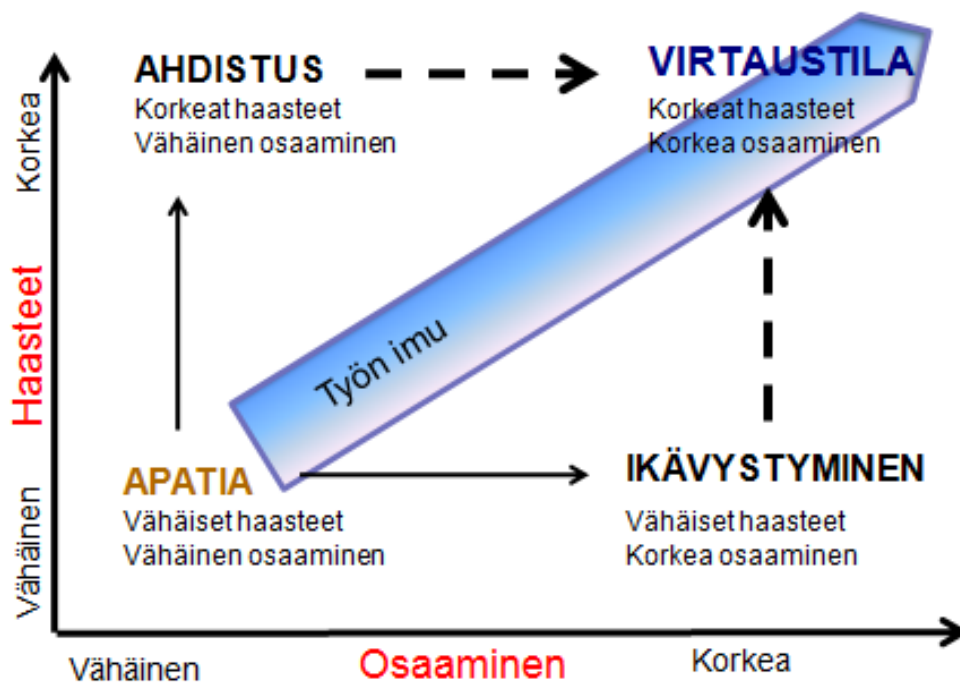 AHDISTUS
Korkeat haasteet
Vähäinen osaaminen
VIRTAUSTILA
Korkeat haasteet
Korkea osaaminen
Korkea
Haasteet
Vähäinen
Työn imu
APATIA
Vähäiset haasteet
Vähäinen osaaminen
IKÄVYSTYMINEN
Vähäiset haasteet
Korkea osaaminen
Vähäinen
Osaaminen
Korkea